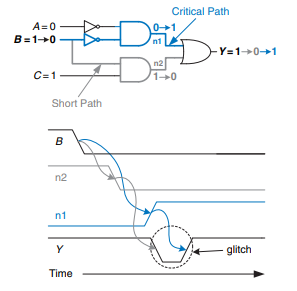 Critical Path
A=0
0→1
n1
B=1→0
Y=1→0→1
n2
C=1
1→0
Short Path
B
n2
n1
Y
glitch
Time